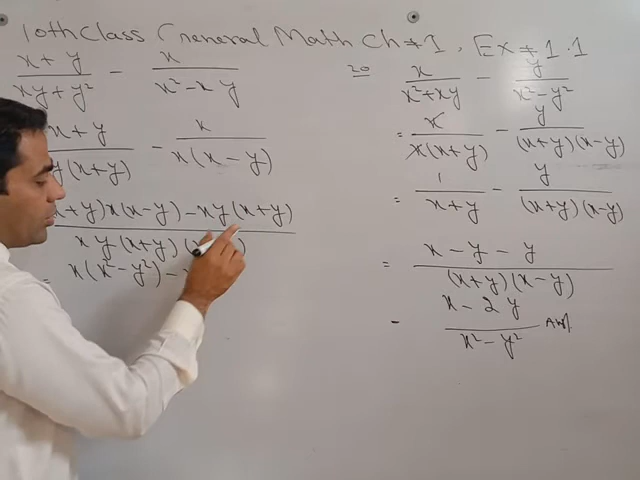 10th Class General Math Ch # 1 , Ex # 1.1
x + y / xy + y² − x / x² − xy
x + y / y(x + y) − x / x(x − y)
x + y) x (x − y) − xy (x + y) / xy (x + y) (
x (x² − y²) −
20 x / x² + xy − y / x² − y²
= x / x(x + y) − y / (x + y) (x − y)
= 1 / x + y − y / (x + y) (x − y)
= x − y − y / (x + y) (x − y)
− x − 2y / x² − y² Ans